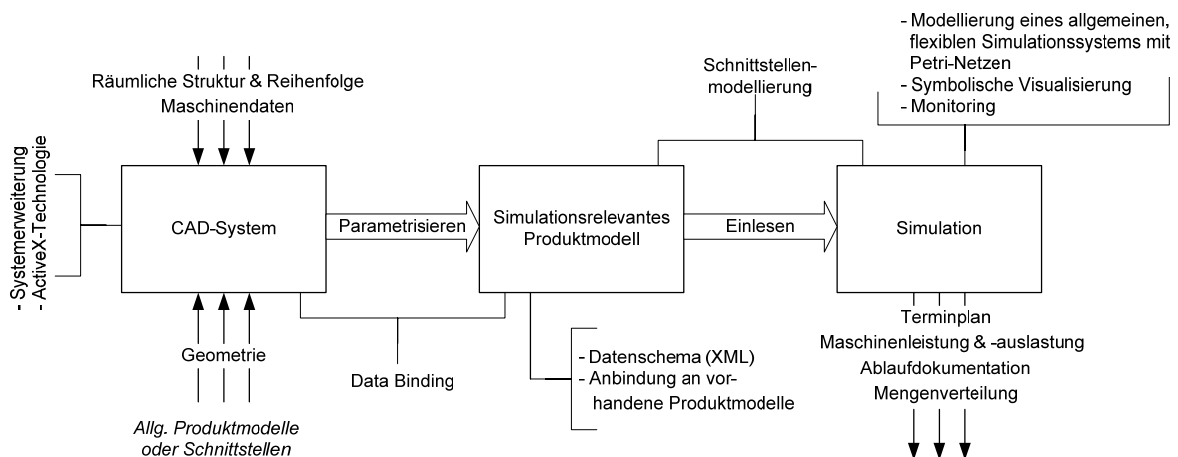 - Modellierung eines allgemeinen,
flexiblen Simulationssystems mit
Petri-Netzen
- Symbolische Visualisierung
- Monitoring
Schnittstellen-
modellierung
Räumliche Struktur & Reihenfolge
Maschinendaten
- Systemerweiterung
- ActiveX-Technologie
CAD-System
Parametrisieren
Simulationsrelevantes
Produktmodell
Einlesen
Simulation
Geometrie
Allg. Produktmodelle
oder Schnittstellen
Data Binding
- Datenschema (XML)
- Anbindung an vor-
handene Produktmodelle
Terminplan
Maschinenleistung & -auslastung
Ablaufdokumentation
Mengenverteilung